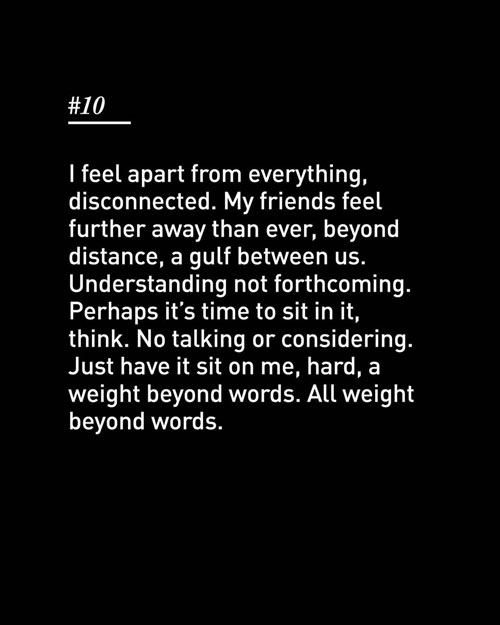 #10
I feel apart from everything,
disconnected. My friends feel
further away than ever, beyond
distance, a gulf between us.
Understanding not forthcoming.
Perhaps it’s time to sit in it,
think. No talking or considering.
Just have it sit on me, hard, a
weight beyond words. All weight
beyond words.